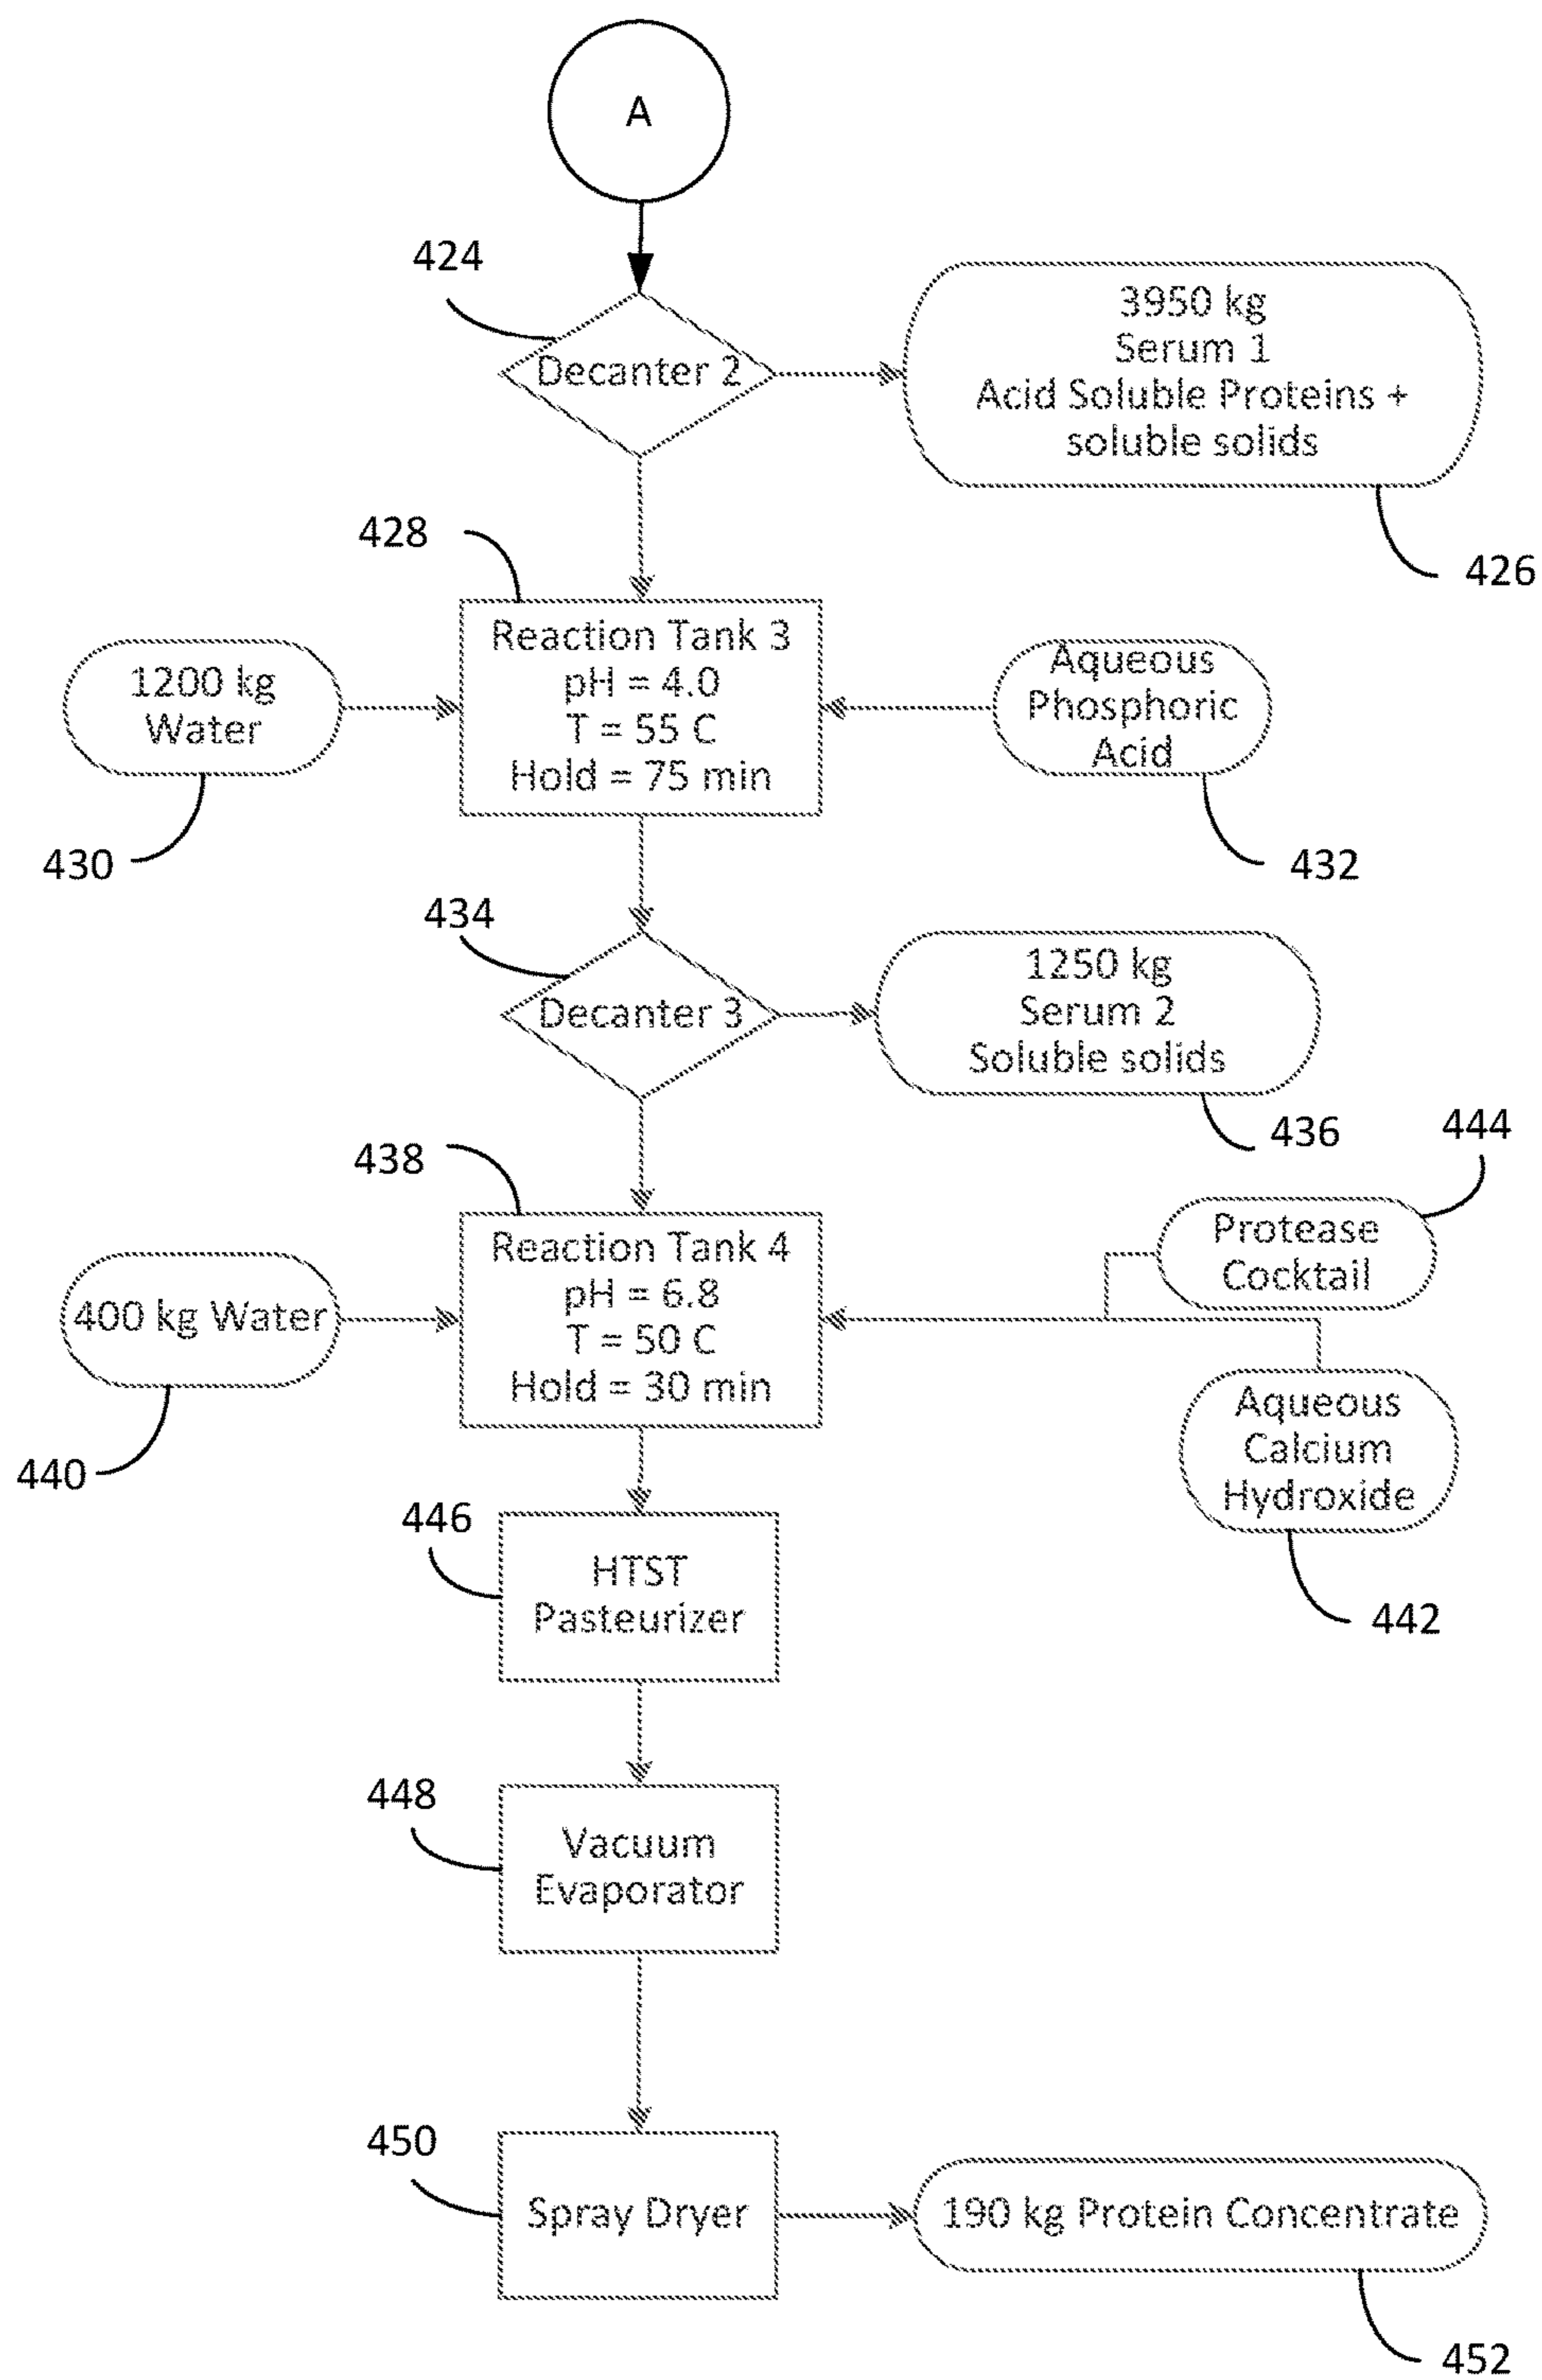 A
424
Decanter 2
3950 kg
Serum 1
Acid Soluble Proteins +
soluble solids
426
428
Reaction Tank 3
pH = 4.0
T = 55 C
Hold = 75 min
1200 kg
Water
430
Aqueous
Phosphoric
Acid
432
434
Decanter 3
1250 kg
Serum 2
Soluble solids
436
444
438
Reaction Tank 4
pH = 6.8
T = 50 C
Hold = 30 min
Protease
Cocktail
400 kg Water
440
Aqueous
Calcium
Hydroxide
442
446
HTST
Pasteurizer
448
Vacuum
Evaporator
450
Spray Dryer
190 kg Protein Concentrate
452